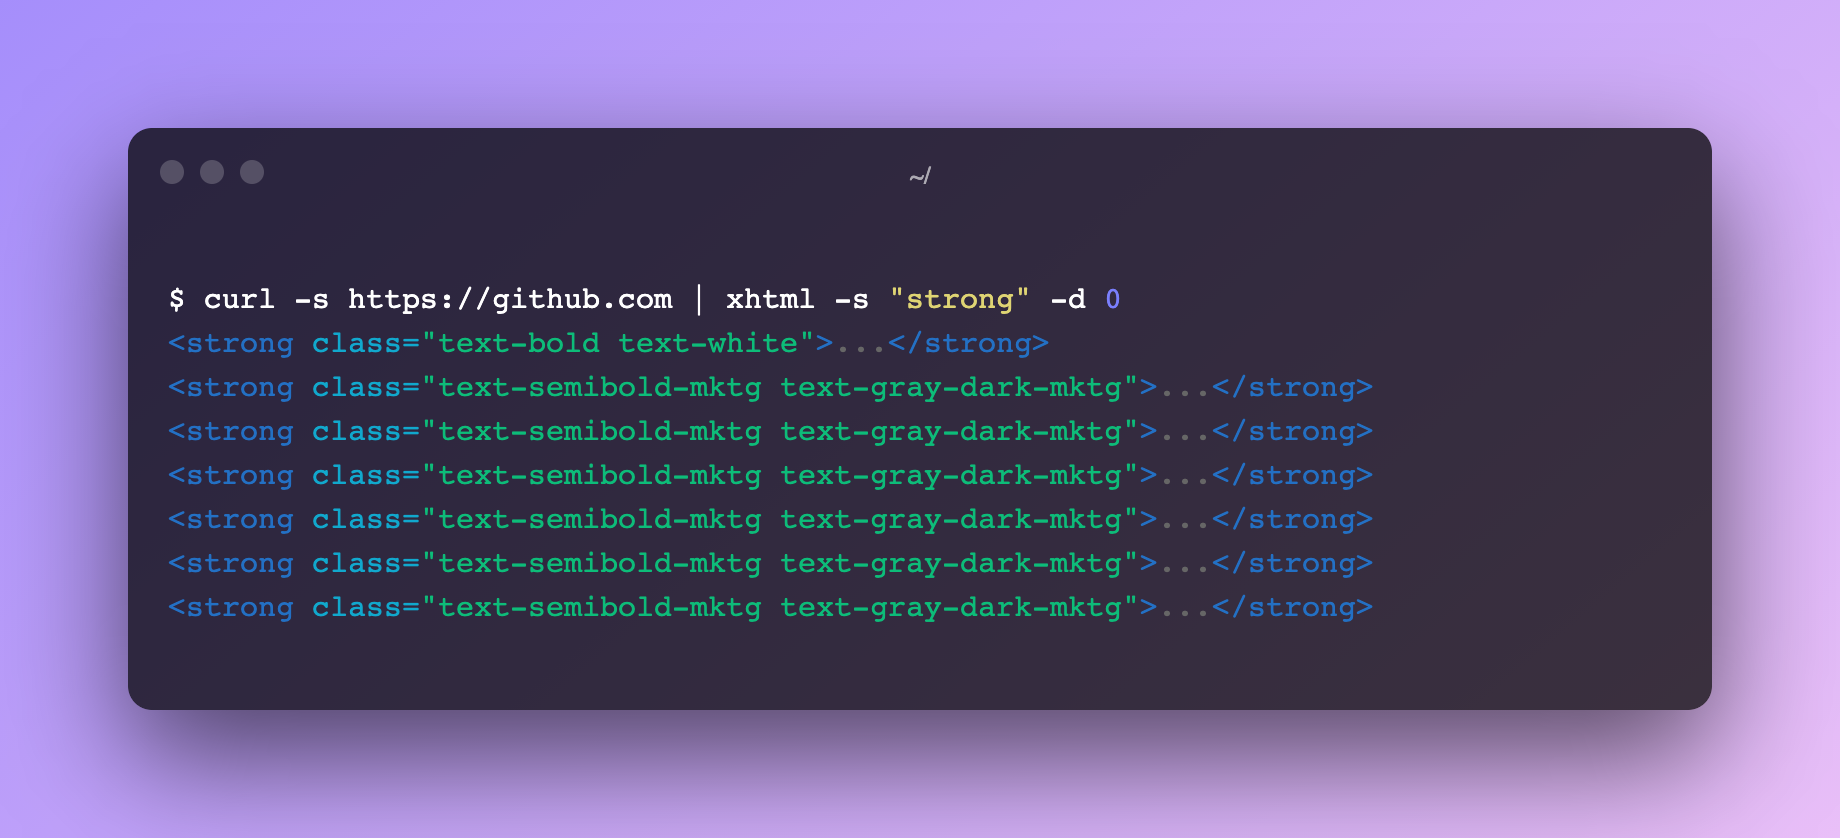 ~/
$ curl -s https://github.com | xhtml -s "strong" -d 0
<strong class="text-bold text-white">...</strong>
<strong class="text-semibold-mktg text-gray-dark-mktg">...</strong>
<strong class="text-semibold-mktg text-gray-dark-mktg">...</strong>
<strong class="text-semibold-mktg text-gray-dark-mktg">...</strong>
<strong class="text-semibold-mktg text-gray-dark-mktg">...</strong>
<strong class="text-semibold-mktg text-gray-dark-mktg">...</strong>
<strong class="text-semibold-mktg text-gray-dark-mktg">...</strong>